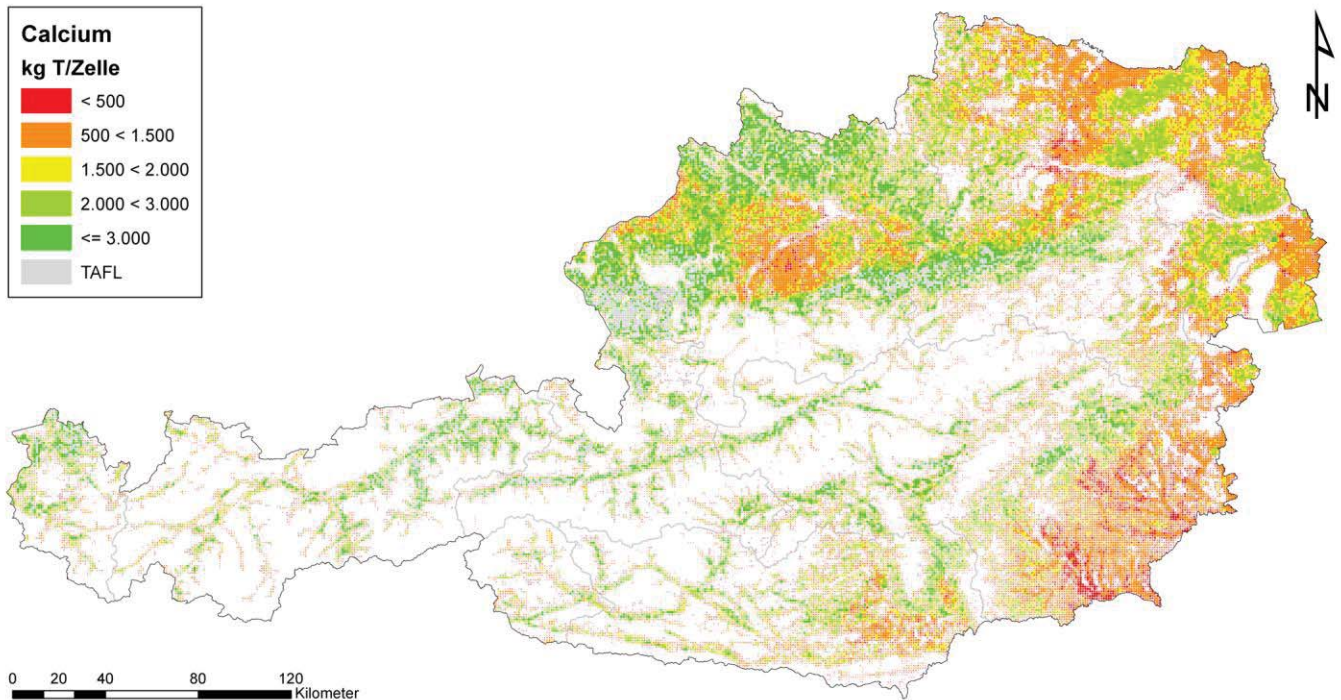 Calcium
kg T/Zelle
< 500
500 < 1.500
1.500 < 2.000
2.000 < 3.000
<= 3.000
TAFL
N
0 20 40 80 120
Kilometer